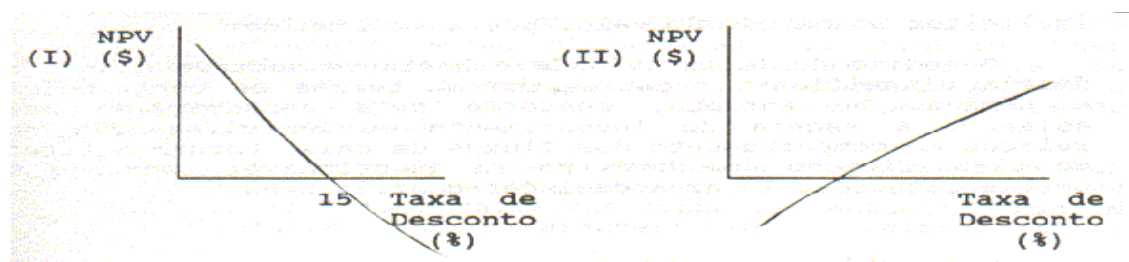 NPV
(I) ($)
15 Taxa de
Desconto
(%)
NPV
(II) ($)
Taxa de
Desconto
(%)